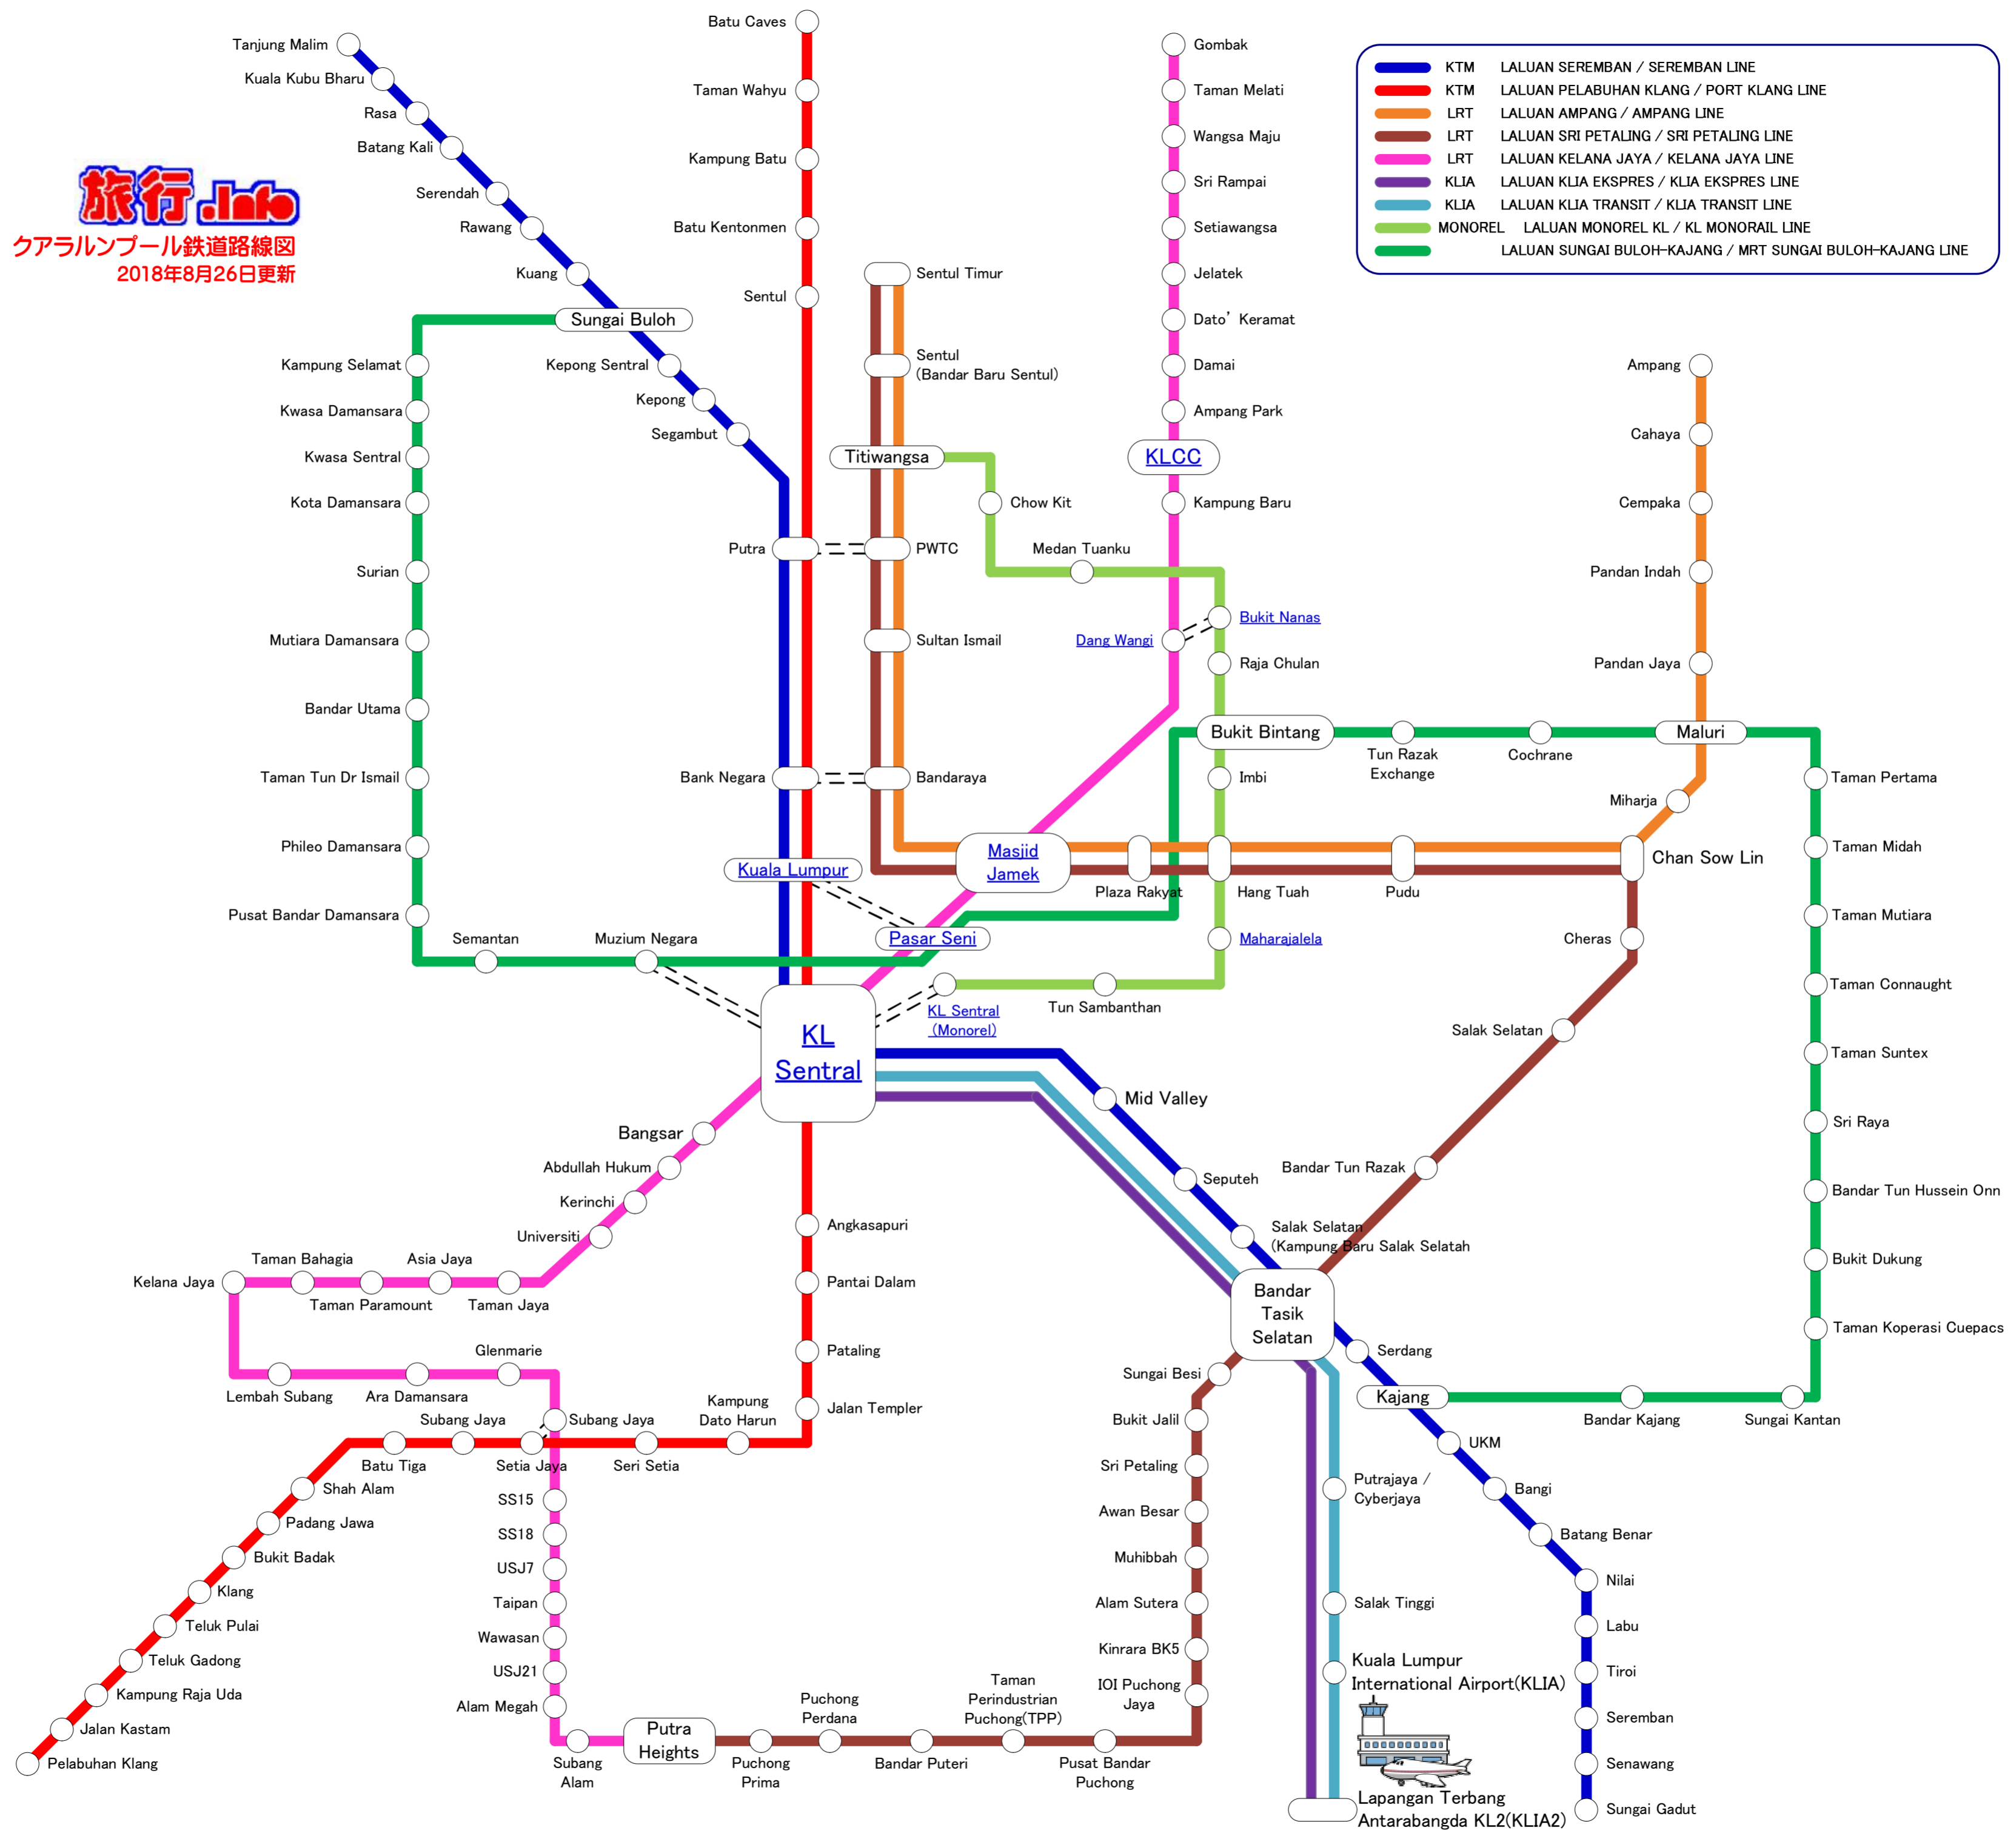 旅行.Info
クアラルンプール鉄道路線図
2018年8月26日更新
KTM LALUAN SEREMBAN / SEREMBAN LINE
KTM LALUAN PELABUHAN KLANG / PORT KLANG LINE
LRT LALUAN AMPANG / AMPANG LINE
LRT LALUAN SRI PETALING / SRI PETALING LINE
LRT LALUAN KELANA JAYA / KELANA JAYA LINE
KLIA LALUAN KLIA EKSPRES / KLIA EKSPRES LINE
KLIA LALUAN KLIA TRANSIT / KLIA TRANSIT LINE
MONOREL LALUAN MONOREL KL / KL MONORAIL LINE
LALUAN SUNGAI BULOH-KAJANG / MRT SUNGAI BULOH-KAJANG LINE
Tanjung Malim
Kuala Kubu Bharu
Rasa
Batang Kali
Serendah
Rawang
Kuang
Sungai Buloh
Kepong Sentral
Kepong
Segambut
Batu Caves
Taman Wahyu
Kampung Batu
Batu Kentonmen
Sentul
Putra
Bank Negara
Kuala Lumpur
Sentul Timur
Sentul
(Bandar Baru Sentul)
Titiwangsa
PWTC
Sultan Ismail
Bandaraya
Gombak
Taman Melati
Wangsa Maju
Sri Rampai
Setiawangsa
Jelatek
Dato' Keramat
Damai
Ampang Park
KLCC
Kampung Baru
Dang Wangi
Masjid
Jamek
Pasar Seni
Chow Kit
Medan Tuanku
Bukit Nanas
Raja Chulan
Bukit Bintang
Imbi
Hang Tuah
Maharajalela
Tun Sambanthan
KL Sentral
(Monorel)
Ampang
Cahaya
Cempaka
Pandan Indah
Pandan Jaya
Maluri
Miharja
Chan Sow Lin
Pudu
Plaza Rakyat
Tun Razak
Exchange
Cochrane
Kampung Selamat
Kwasa Damansara
Kwasa Sentral
Kota Damansara
Surian
Mutiara Damansara
Bandar Utama
Taman Tun Dr Ismail
Phileo Damansara
Pusat Bandar Damansara
Semantan
Muzium Negara
Taman Pertama
Taman Midah
Taman Mutiara
Taman Connaught
Taman Suntex
Sri Raya
Bandar Tun Hussein Onn
Bukit Dukung
Taman Koperasi Cuepacs
Sungai Kantan
Bandar Kajang
Kajang
Cheras
Salak Selatan
Bandar Tun Razak
KL
Sentral
Mid Valley
Seputeh
Salak Selatan
(Kampung Baru Salak Selatah
Bandar
Tasik
Selatan
Serdang
UKM
Bangi
Batang Benar
Nilai
Labu
Tiroi
Seremban
Senawang
Sungai Gadut
Bangsar
Abdullah Hukum
Kerinchi
Universiti
Taman Jaya
Asia Jaya
Taman Paramount
Taman Bahagia
Kelana Jaya
Lembah Subang
Ara Damansara
Glenmarie
Subang Jaya
SS15
SS18
USJ7
Taipan
Wawasan
USJ21
Alam Megah
Subang
Alam
Putra
Heights
Angkasapuri
Pantai Dalam
Pataling
Jalan Templer
Kampung
Dato Harun
Seri Setia
Setia Jaya
Subang Jaya
Batu Tiga
Shah Alam
Padang Jawa
Bukit Badak
Klang
Teluk Pulai
Teluk Gadong
Kampung Raja Uda
Jalan Kastam
Pelabuhan Klang
Sungai Besi
Bukit Jalil
Sri Petaling
Awan Besar
Muhibbah
Alam Sutera
Kinrara BK5
IOI Puchong
Jaya
Pusat Bandar
Puchong
Taman
Perindustrian
Puchong(TPP)
Bandar Puteri
Puchong
Perdana
Puchong
Prima
Putrajaya /
Cyberjaya
Salak Tinggi
Kuala Lumpur
International Airport(KLIA)
Lapangan Terbang
Antarabangda KL2(KLIA2)